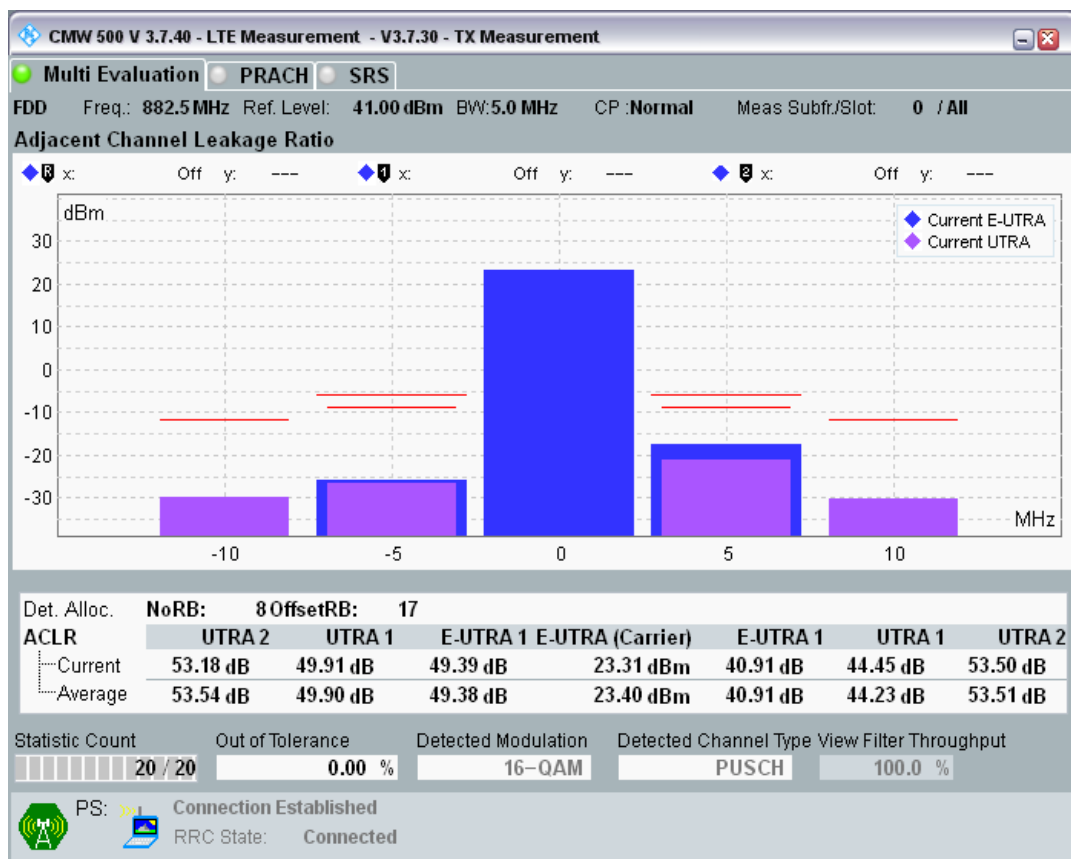 CMW 500 V 3.7.40 - LTE Measurement - V3.7.30 - TX Measurement
Multi Evaluation PRACH SRS
FDD Freq.: 882.5 MHz Ref. Level: 41.00 dBm BW:5.0 MHz CP :Normal Meas Subfr./Slot: 0 / All
Adjacent Channel Leakage Ratio
R x: Off y: --- 1 x: Off y: --- 2 x: Off y: ---
dBm
Current E-UTRA
Current UTRA
30
20
10
0
-10
-20
-30
MHz
-10 -5 0 5 10
Det. Alloc. NoRB: 8 OffsetRB: 17
ACLR UTRA 2 UTRA 1 E-UTRA 1 E-UTRA (Carrier) E-UTRA 1 UTRA 1 UTRA 2
Current 53.18 dB 49.91 dB 49.39 dB 23.31 dBm 40.91 dB 44.45 dB 53.50 dB
Average 53.54 dB 49.90 dB 49.38 dB 23.40 dBm 40.91 dB 44.23 dB 53.51 dB
Statistic Count Out of Tolerance Detected Modulation Detected Channel Type View Filter Throughput
20 / 20 0.00 % 16-QAM PUSCH 100.0 %
PS: Connection Established
RRC State: Connected